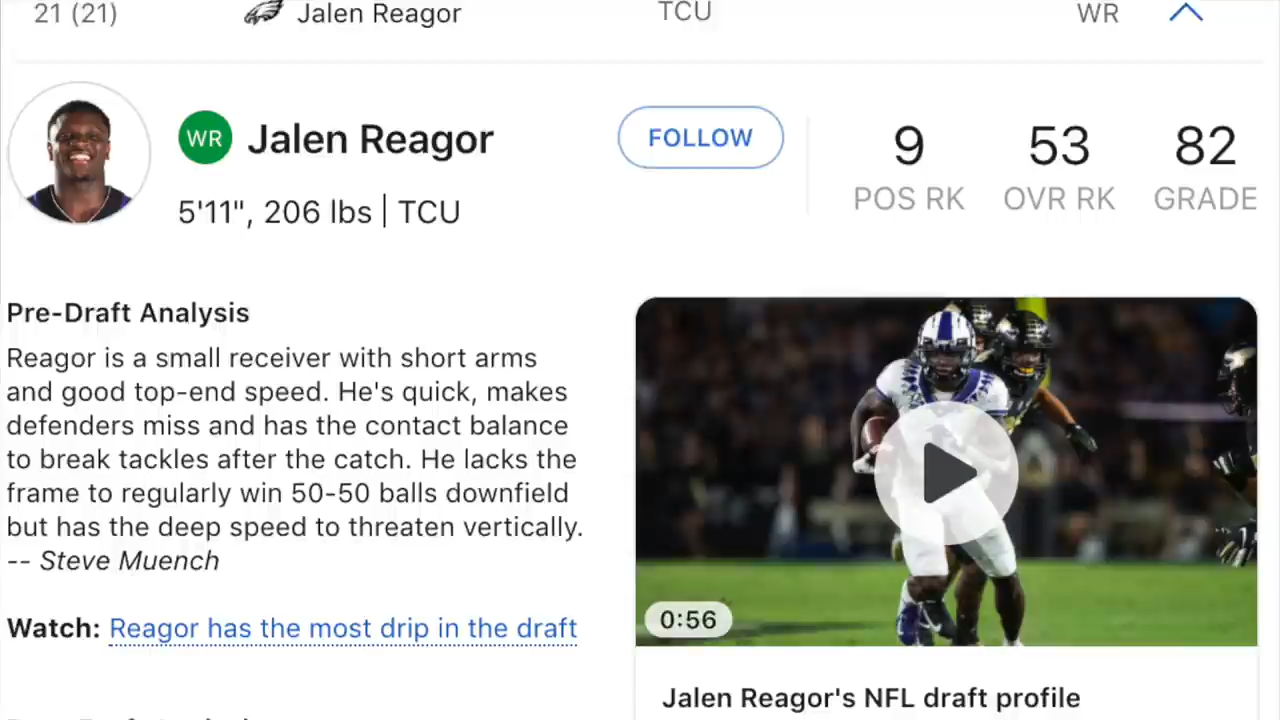 21 (21) Jalen Reagor TCU WR
WR Jalen Reagor FOLLOW 9 53 82
5'11", 206 lbs | TCU POS RK OVR RK GRADE
Pre-Draft Analysis
Reagor is a small receiver with short arms
and good top-end speed. He's quick, makes
defenders miss and has the contact balance
to break tackles after the catch. He lacks the
frame to regularly win 50-50 balls downfield
but has the deep speed to threaten vertically.
-- Steve Muench
Watch: Reagor has the most drip in the draft
0:56
Jalen Reagor's NFL draft profile